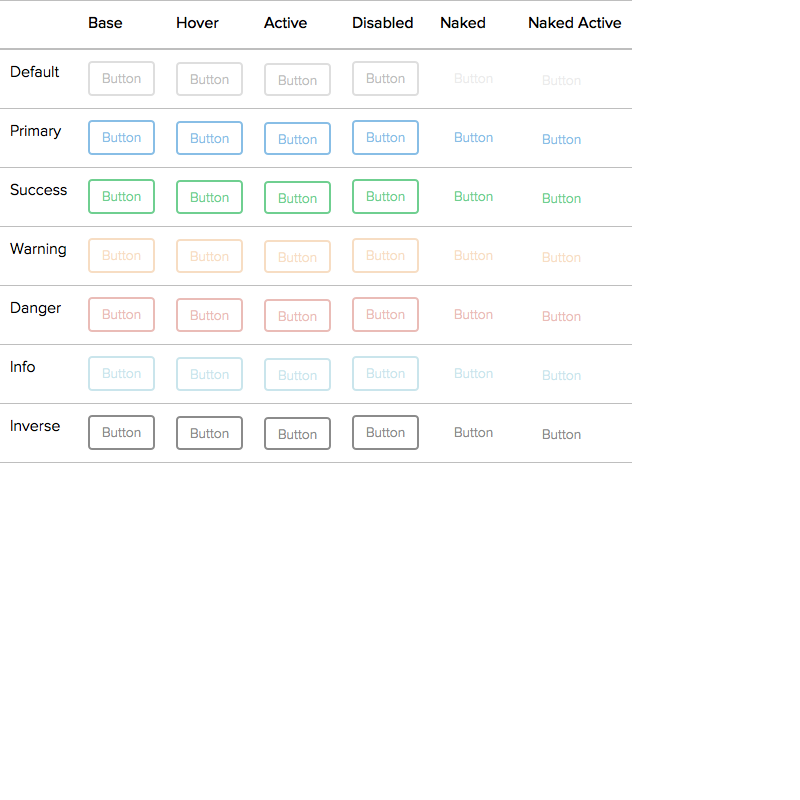 Base Hover Active Disabled Naked Naked Active
Default Button Button Button Button Button Button
Primary Button Button Button Button Button Button
Success Button Button Button Button Button Button
Warning Button Button Button Button Button Button
Danger Button Button Button Button Button Button
Info Button Button Button Button Button Button
Inverse Button Button Button Button Button Button